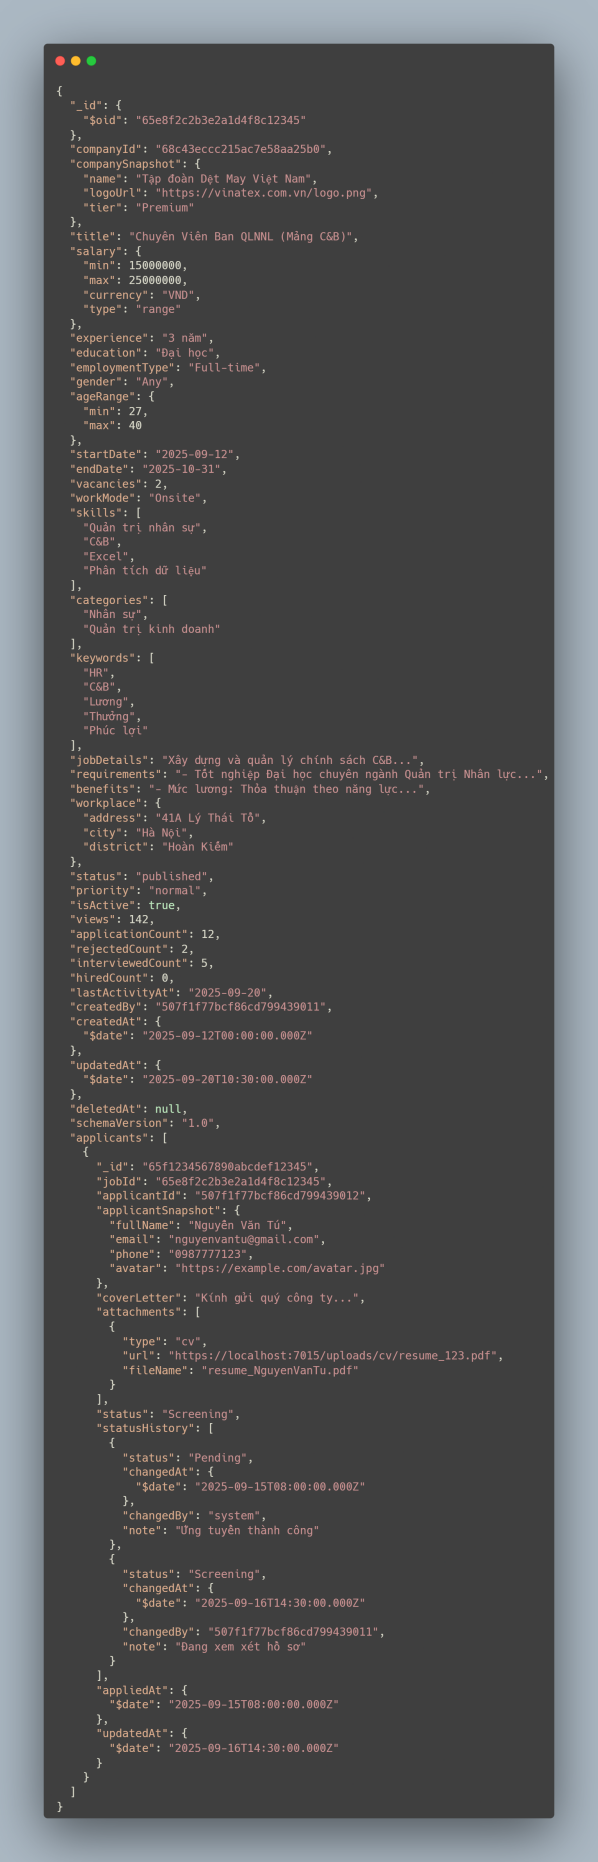 {
  "_id": {
    "$oid": "65e8f2c2b3e2a1d4f8c12345"
  },
  "companyId": "68c43eccc215ac7e58aa25b0",
  "companySnapshot": {
    "name": "Tập đoàn Dệt May Việt Nam",
    "logoUrl": "https://vinatex.com.vn/logo.png",
    "tier": "Premium"
  },
  "title": "Chuyên Viên Ban QLNNL (Mảng C&B)",
  "salary": {
    "min": 15000000,
    "max": 25000000,
    "currency": "VND",
    "type": "range"
  },
  "experience": "3 năm",
  "education": "Đại học",
  "employmentType": "Full-time",
  "gender": "Any",
  "ageRange": {
    "min": 27,
    "max": 40
  },
  "startDate": "2025-09-12",
  "endDate": "2025-10-31",
  "vacancies": 2,
  "workMode": "Onsite",
  "skills": [
    "Quản trị nhân sự",
    "C&B",
    "Excel",
    "Phân tích dữ liệu"
  ],
  "categories": [
    "Nhân sự",
    "Quản trị kinh doanh"
  ],
  "keywords": [
    "HR",
    "C&B",
    "Lương",
    "Thưởng",
    "Phúc lợi"
  ],
  "jobDetails": "Xây dựng và quản lý chính sách C&B...",
  "requirements": "- Tốt nghiệp Đại học chuyên ngành Quản trị Nhân lực...",
  "benefits": "- Mức lương: Thỏa thuận theo năng lực...",
  "workplace": {
    "address": "41A Lý Thái Tổ",
    "city": "Hà Nội",
    "district": "Hoàn Kiếm"
  },
  "status": "published",
  "priority": "normal",
  "isActive": true,
  "views": 142,
  "applicationCount": 12,
  "rejectedCount": 2,
  "interviewedCount": 5,
  "hiredCount": 0,
  "lastActivityAt": "2025-09-20",
  "createdBy": "507f1f77bcf86cd799439011",
  "createdAt": {
    "$date": "2025-09-12T00:00:00.000Z"
  },
  "updatedAt": {
    "$date": "2025-09-20T10:30:00.000Z"
  },
  "deletedAt": null,
  "schemaVersion": "1.0",
  "applicants": [
    {
      "_id": "65f1234567890abcdef12345",
      "jobId": "65e8f2c2b3e2a1d4f8c12345",
      "applicantId": "507f1f77bcf86cd799439012",
      "applicantSnapshot": {
        "fullName": "Nguyễn Văn Tú",
        "email": "nguyenvantu@gmail.com",
        "phone": "0987777123",
        "avatar": "https://example.com/avatar.jpg"
      },
      "coverLetter": "Kính gửi quý công ty...",
      "attachments": [
        {
          "type": "cv",
          "url": "https://localhost:7015/uploads/cv/resume_123.pdf",
          "fileName": "resume_NguyenVanTu.pdf"
        }
      ],
      "status": "Screening",
      "statusHistory": [
        {
          "status": "Pending",
          "changedAt": {
            "$date": "2025-09-15T08:00:00.000Z"
          },
          "changedBy": "system",
          "note": "Ứng tuyển thành công"
        },
        {
          "status": "Screening",
          "changedAt": {
            "$date": "2025-09-16T14:30:00.000Z"
          },
          "changedBy": "507f1f77bcf86cd799439011",
          "note": "Đang xem xét hồ sơ"
        }
      ],
      "appliedAt": {
        "$date": "2025-09-15T08:00:00.000Z"
      },
      "updatedAt": {
        "$date": "2025-09-16T14:30:00.000Z"
      }
    }
  ]
}